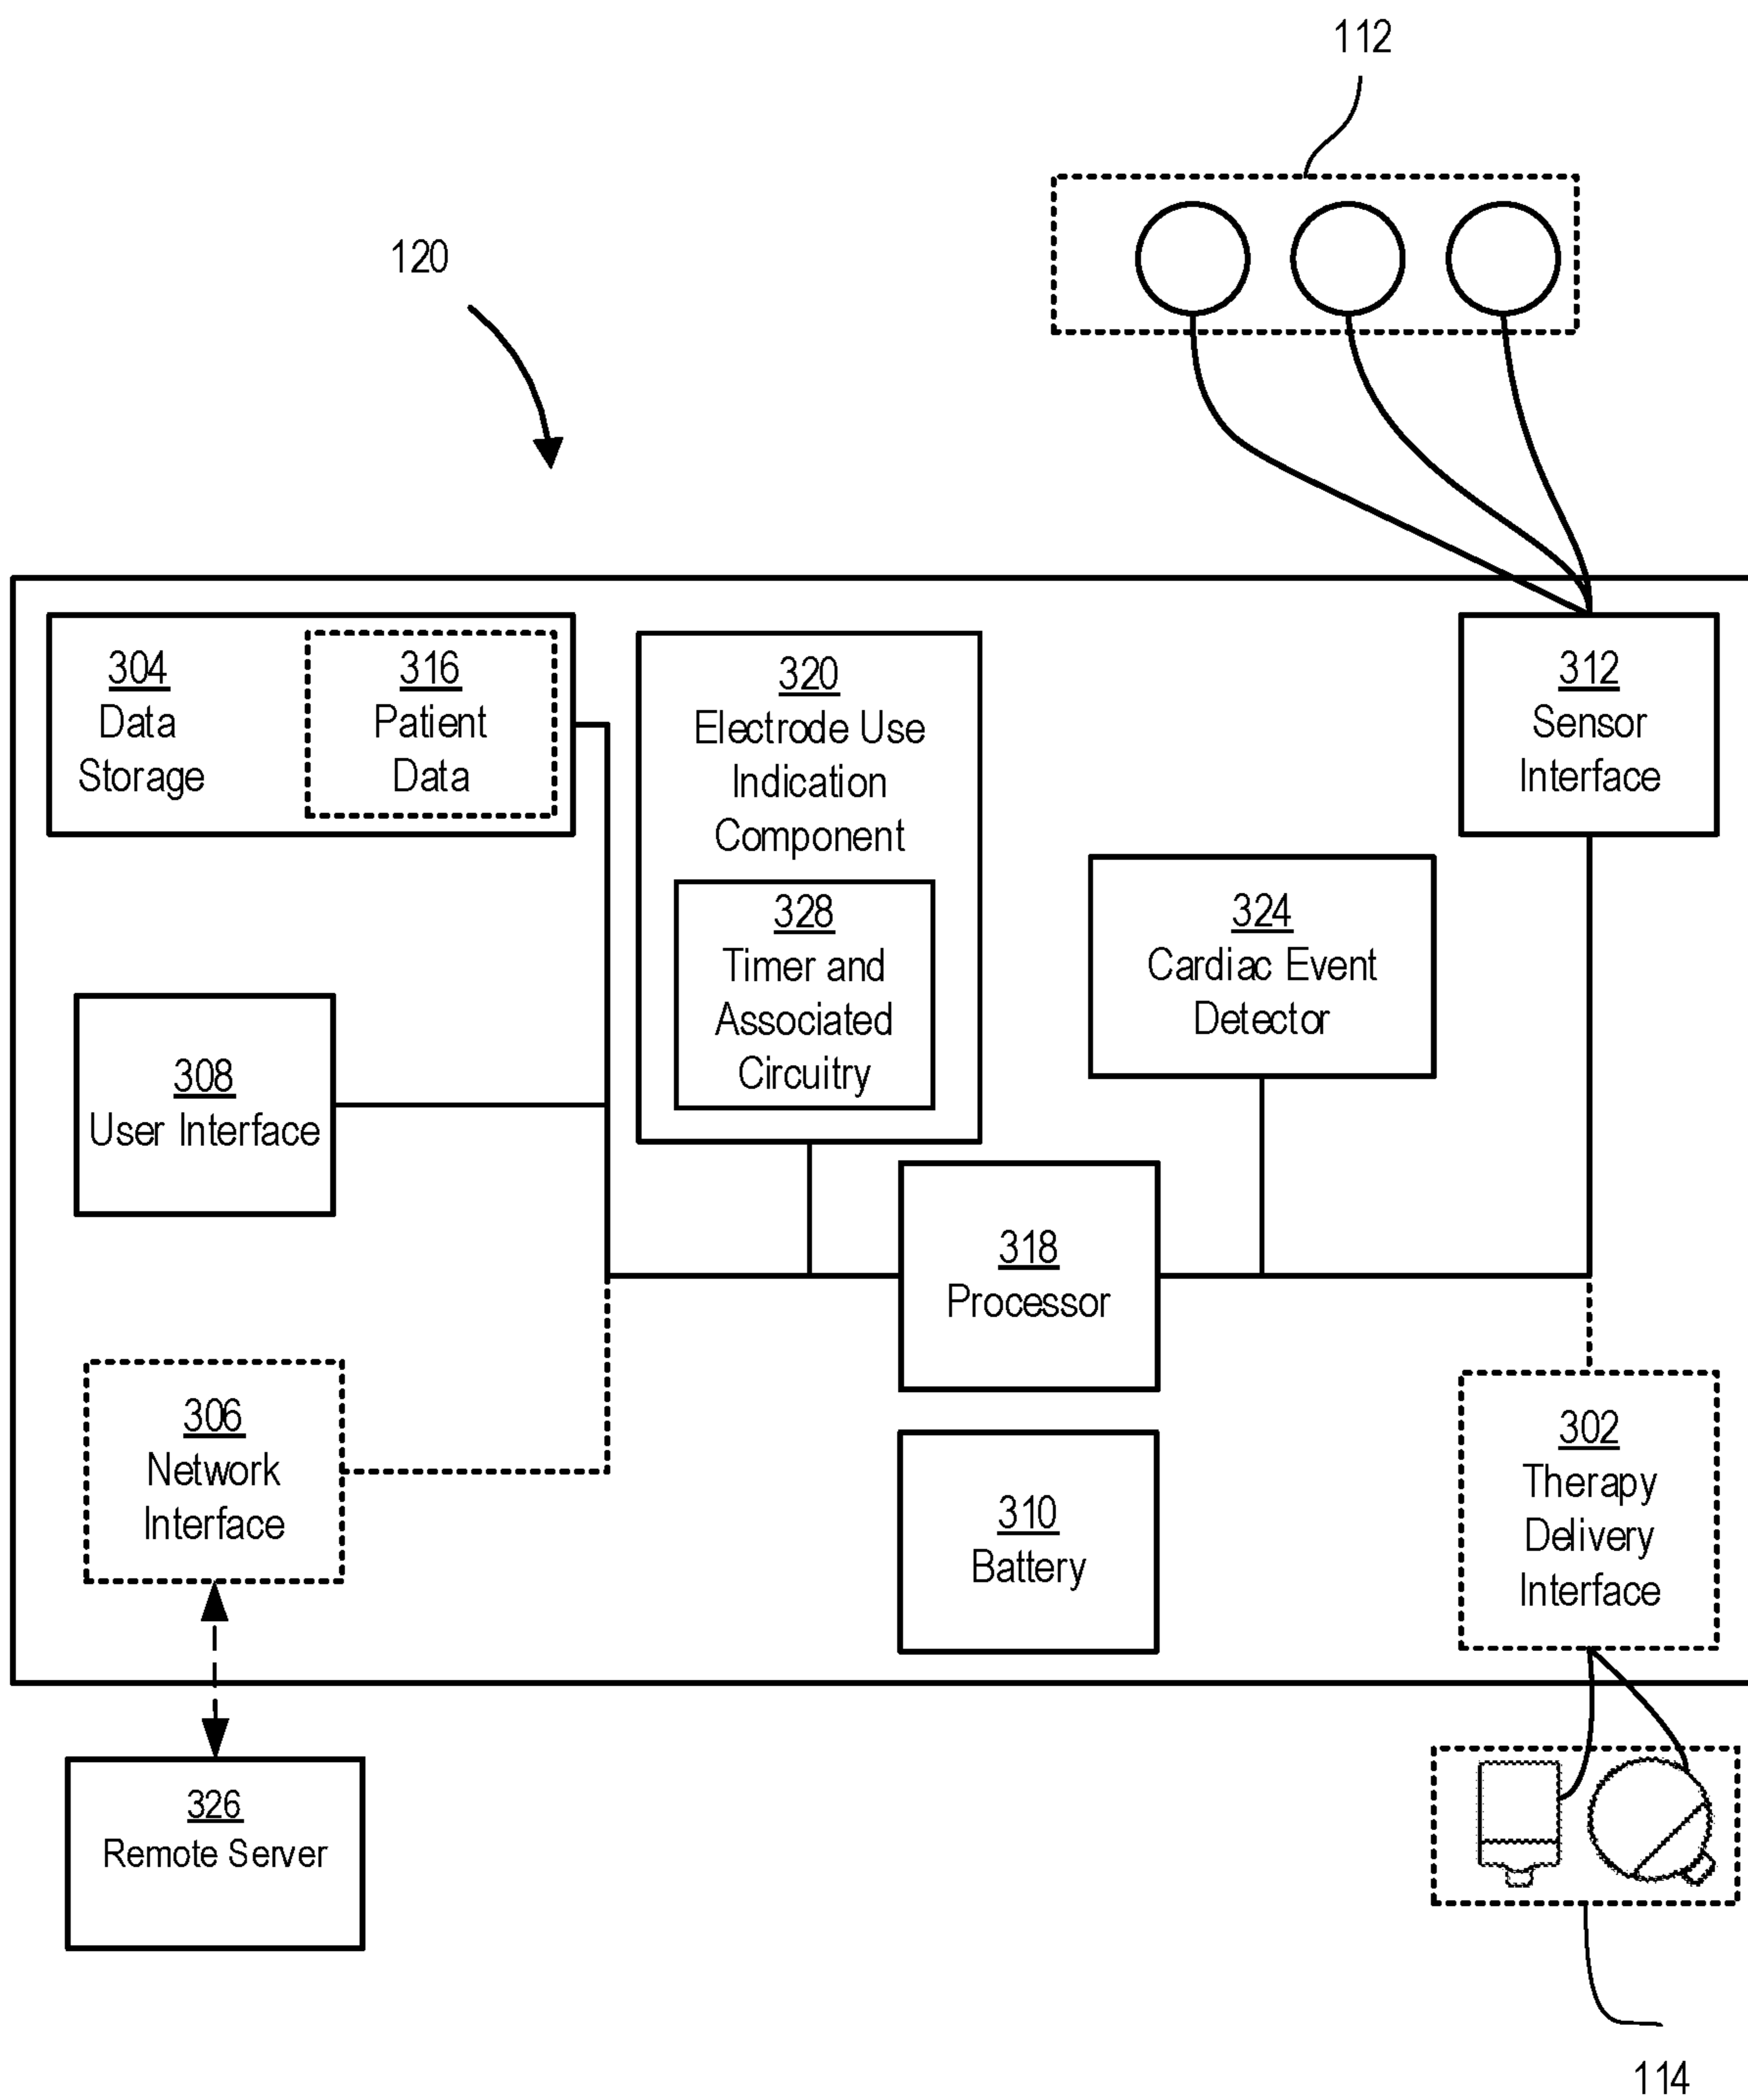 112
120
304
Data
Storage
316
Patient
Data
320
Electrode Use
Indication
Component
328
Timer and
Associated
Circuitry
312
Sensor
Interface
324
Cardiac Event
Detector
308
User Interface
318
Processor
306
Network
Interface
310
Battery
302
Therapy
Delivery
Interface
326
Remote Server
114